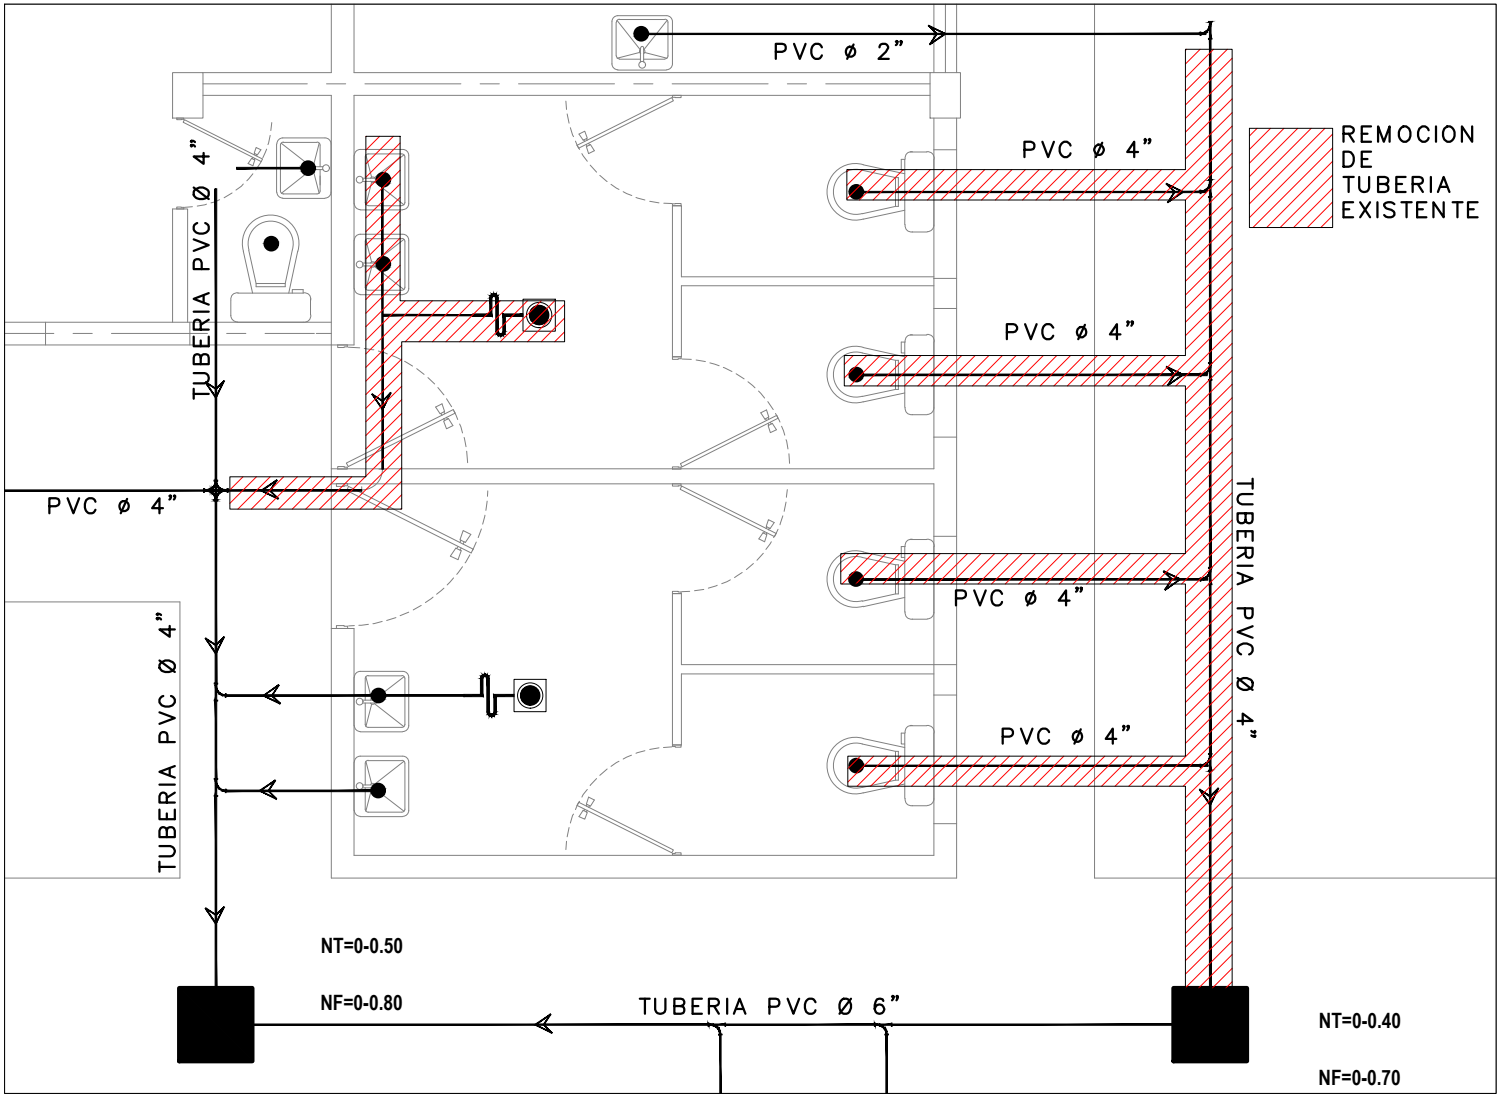 PVC ø 2”
REMOCION
DE
TUBERIA
EXISTENTE
PVC ø 4”
TUBERIA PVC Ø 4”
PVC ø 4”
PVC ø 4”
TUBERIA PVC Ø 4”
PVC ø 4”
TUBERIA PVC Ø 4”
PVC ø 4”
NT=0-0.50
NF=0-0.80
TUBERIA PVC Ø 6”
NT=0-0.40
NF=0-0.70